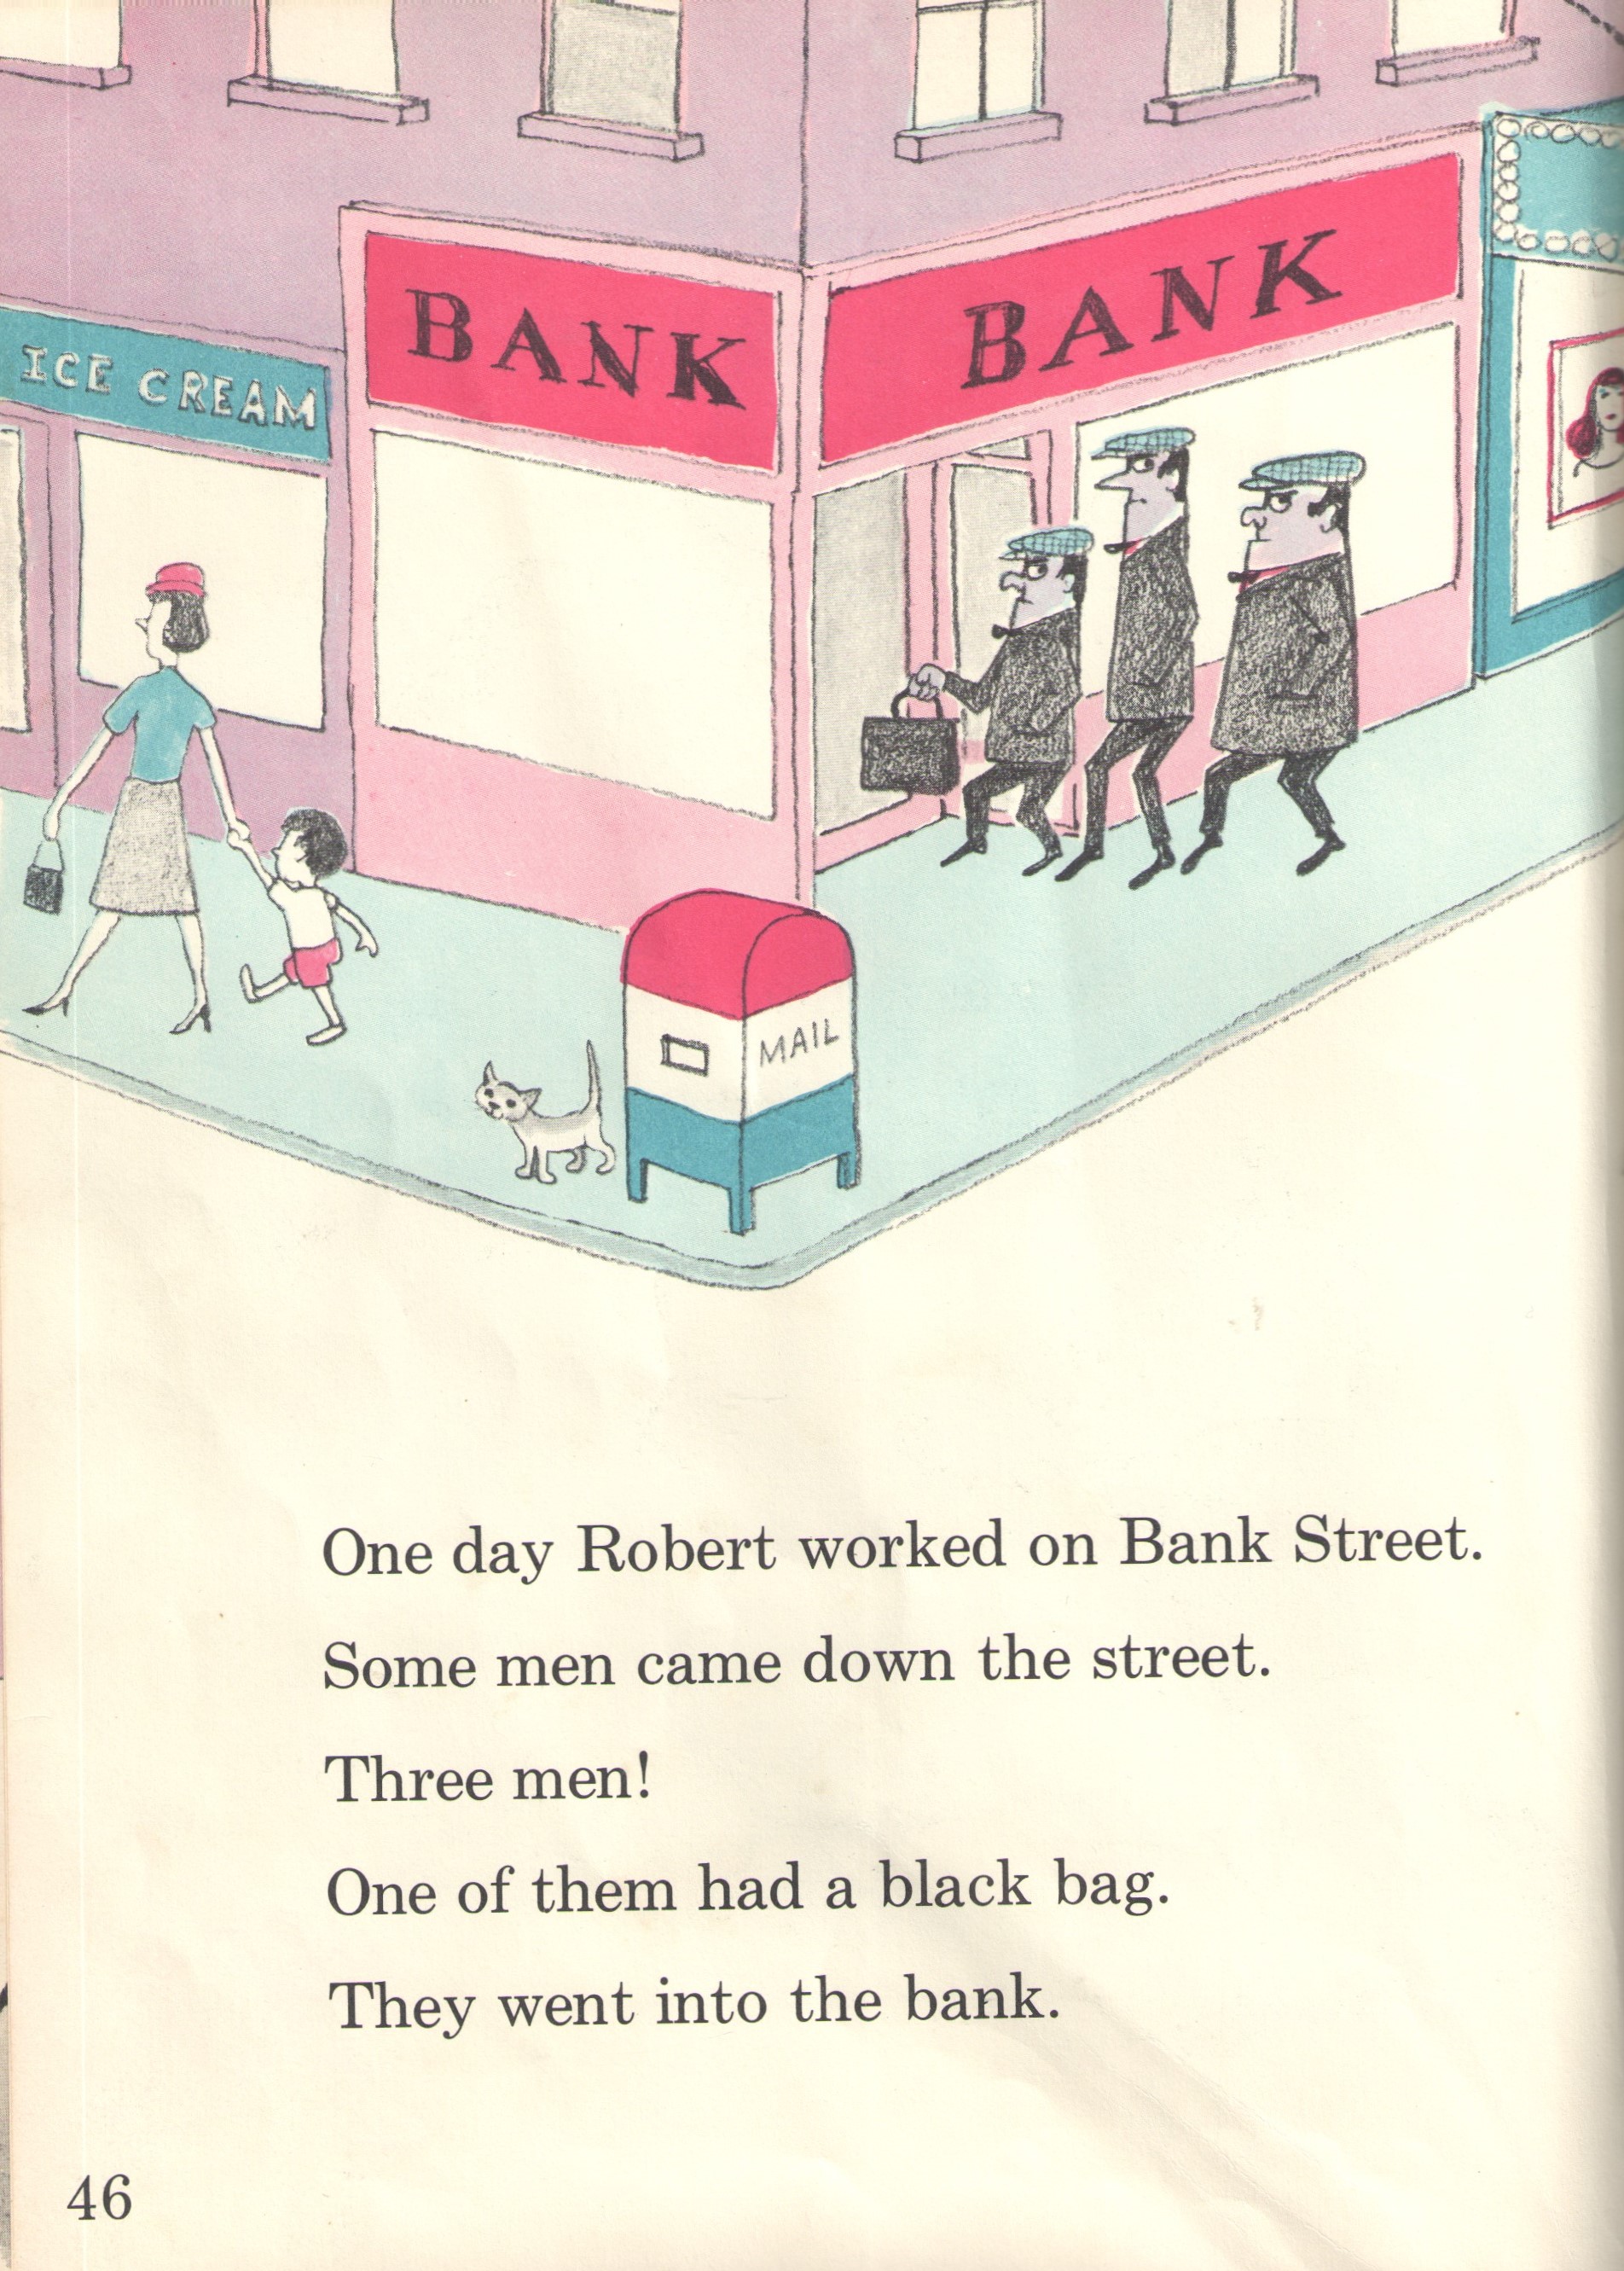 ICE CREAM
BANK
BANK
MAIL
One day Robert worked on Bank Street.
Some men came down the street.
Three men!
One of them had a black bag.
They went into the bank.
46